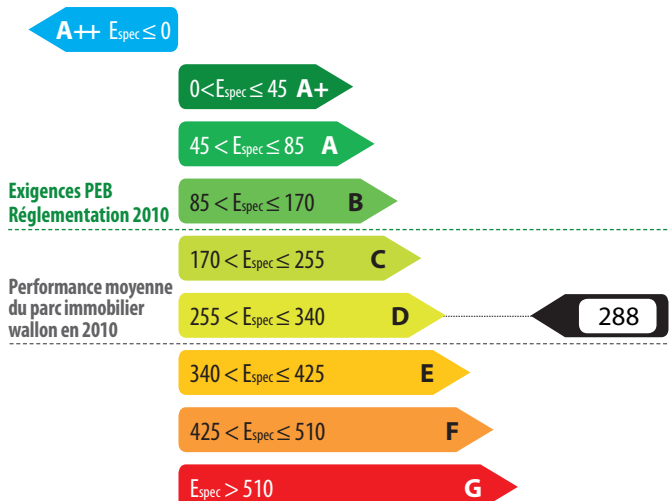 A++ Espec ≤ 0
0<Espec ≤ 45 A+
45 < Espec ≤ 85 A
Exigences PEB
Réglementation 2010
85 < Espec ≤ 170 B
170 < Espec ≤ 255 C
Performance moyenne
du parc immobilier
wallon en 2010
255 < Espec ≤ 340 D
288
340 < Espec ≤ 425 E
425 < Espec ≤ 510 F
Espec > 510 G